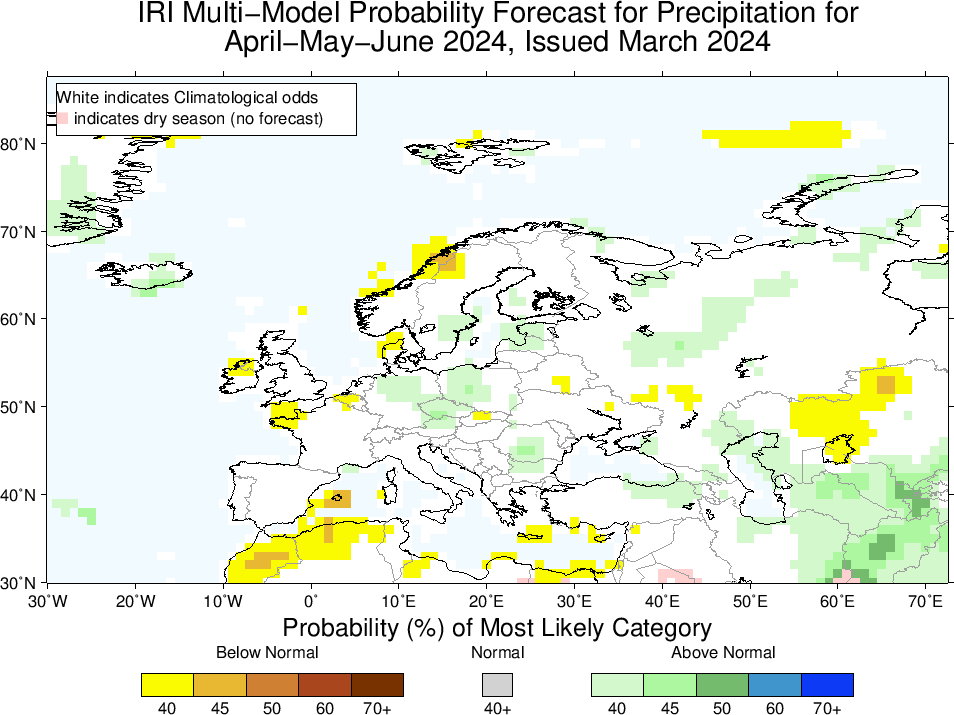 IRI Multi−Model Probability Forecast for Precipitation for
April−May−June 2024, Issued March 2024
White indicates Climatological odds
indicates dry season (no forecast)
80˚N
70˚N
60˚N
50˚N
40˚N
30˚N
30˚W 20˚W 10˚W 0˚ 10˚E 20˚E 30˚E 40˚E 50˚E 60˚E 70˚E
Probability (%) of Most Likely Category
Below Normal Normal Above Normal
40 45 50 60 70+ 40+ 40 45 50 60 70+